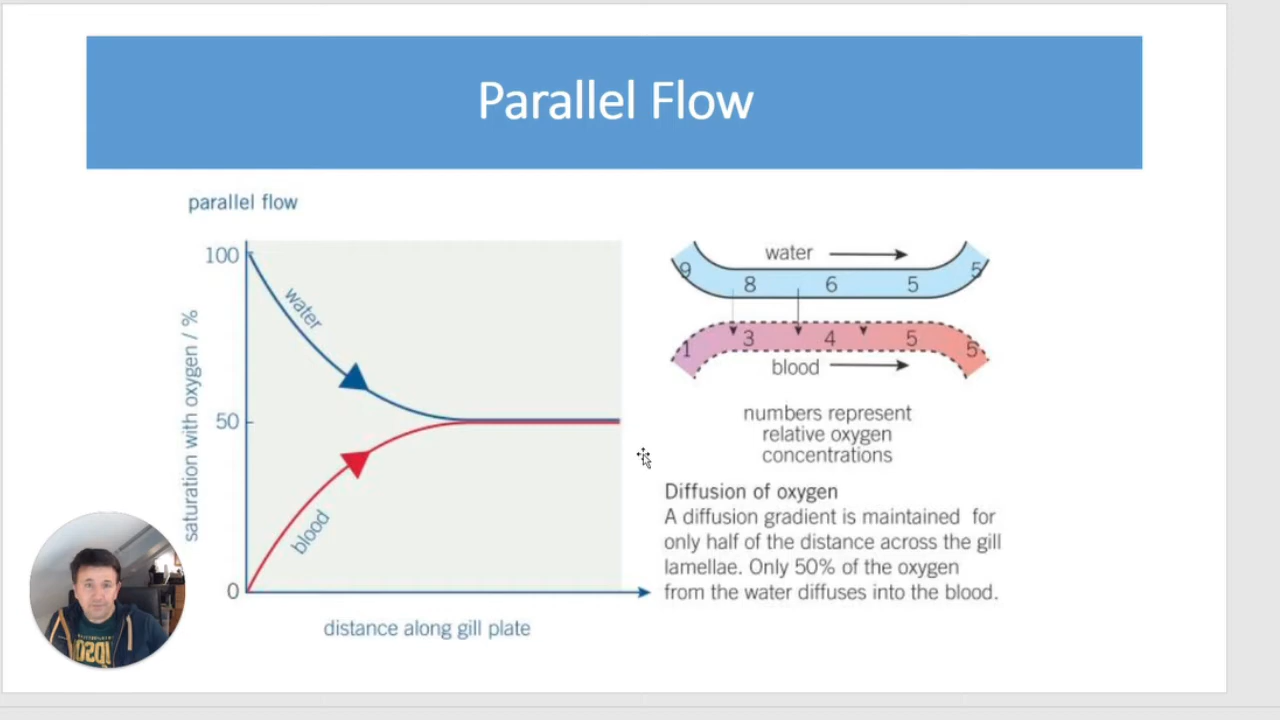 Parallel Flow
parallel flow
100
50
0
saturation with oxygen / %
water
blood
distance along gill plate
water
9 8 6 5 5
1 3 4 5 5
blood
numbers represent
relative oxygen
concentrations
Diffusion of oxygen
A diffusion gradient is maintained for
only half of the distance across the gill
lamellae. Only 50% of the oxygen
from the water diffuses into the blood.